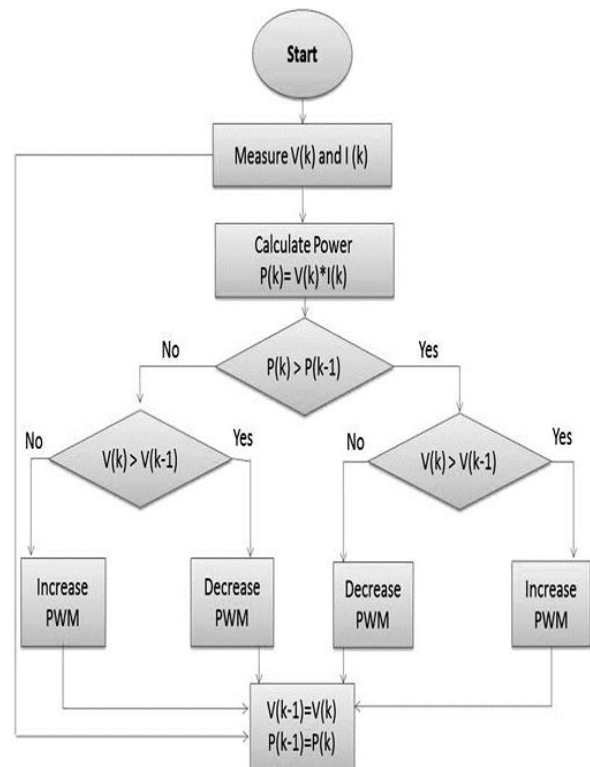 Start
Measure V(k) and I (k)
Calculate Power
P(k)= V(k)*I(k)
No
P(k) > P(k-1)
Yes
No
V(k) > V(k-1)
Yes
No
V(k) > V(k-1)
Yes
Increase
PWM
Decrease
PWM
Decrease
PWM
Increase
PWM
V(k-1)=V(k)
P(k-1)=P(k)